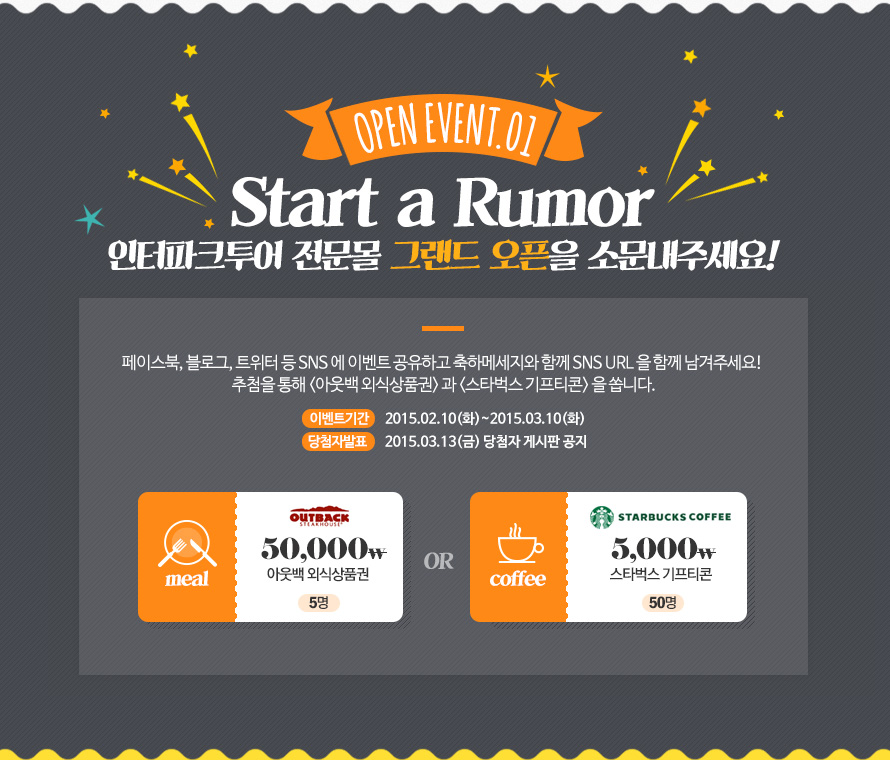 OPEN EVENT.01
Start a Rumor
인터파크투어 전문몰 그랜드 오픈을 소문내주세요!
페이스북, 블로그, 트위터 등 SNS 에 이벤트 공유하고 축하메세지와 함께 SNS URL 을 함께 남겨주세요!
추첨을 통해 <아웃백 외식상품권> 과 <스타벅스 기프티콘> 을 쏩니다.
이벤트기간 2015.02.10(화)~2015.03.10(화)
당첨자발표 2015.03.13(금) 당첨자 게시판 공지
meal
OUTBACK
STEAKHOUSE
50,000₩
아웃백 외식상품권
5명
OR
coffee
STARBUCKS COFFEE
5,000₩
스타벅스 기프티콘
50명